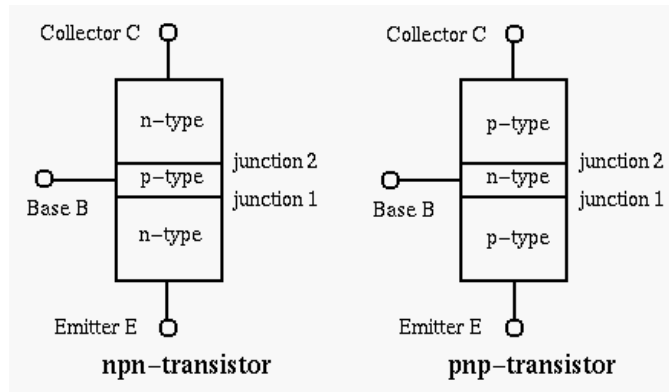 Collector C
n-type
junction 2
p-type
Base B
junction 1
n-type
Emitter E
npn-transistor
Collector C
p-type
junction 2
n-type
Base B
junction 1
p-type
Emitter E
pnp-transistor